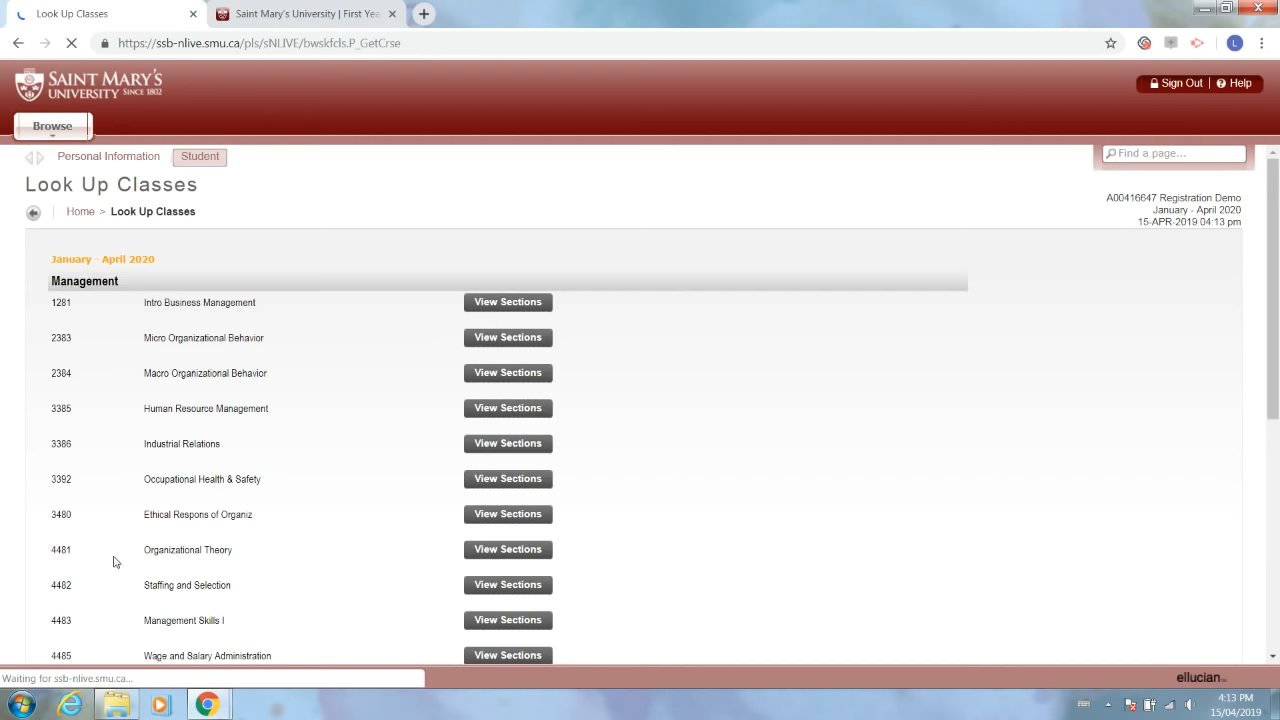 Look Up Classes
Saint Mary's University | First Yea
https://ssb-nlive.smu.ca/pls/sNLIVE/bwskfcls.P_GetCrse
L
SAINT MARY'S
UNIVERSITY SINCE 1802
Sign Out | Help
Browse
Personal Information Student
Find a page...
Look Up Classes
Home > Look Up Classes
A00416647 Registration Demo
January - April 2020
15-APR-2019 04:13 pm
January - April 2020
Management
1281 Intro Business Management View Sections
2383 Micro Organizational Behavior View Sections
2384 Macro Organizational Behavior View Sections
3385 Human Resource Management View Sections
3386 Industrial Relations View Sections
3392 Occupational Health & Safety View Sections
3480 Ethical Respons of Organiz View Sections
4481 Organizational Theory View Sections
4482 Staffing and Selection View Sections
4483 Management Skills I View Sections
4485 Wage and Salary Administration View Sections
Waiting for ssb-nlive.smu.ca...
ellucian
4:13 PM
15/04/2019